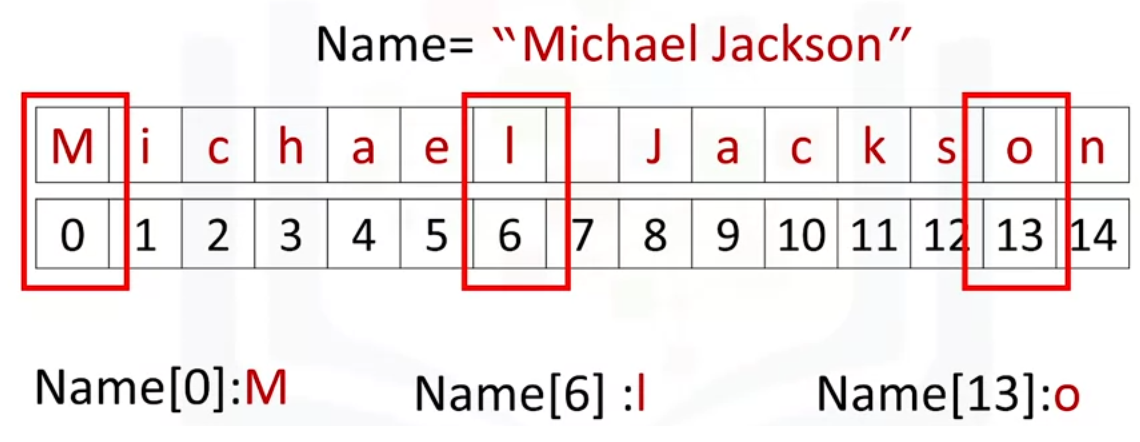 Name= “Michael Jackson”
M i c h a e l J a c k s o n
0 1 2 3 4 5 6 7 8 9 10 11 12 13 14
Name[0]:M Name[6] :l Name[13]:o